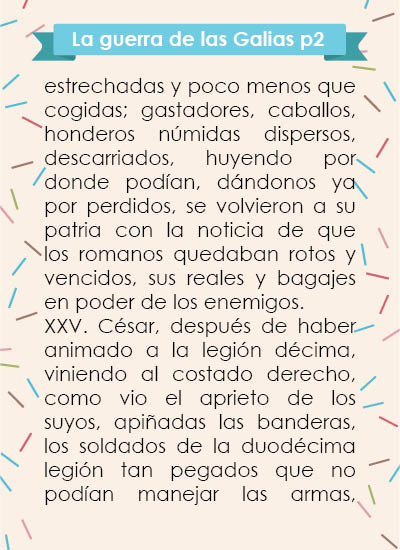 La guerra de las Galias p2
estrechadas y poco menos que
cogidas; gastadores, caballos,
honderos númidas dispersos,
descarriados, huyendo por
donde podían, dándonos ya
por perdidos, se volvieron a su
patria con la noticia de que
los romanos quedaban rotos y
vencidos, sus reales y bagajes
en poder de los enemigos.
XXV. César, después de haber
animado a la legión décima,
viniendo al costado derecho,
como vio el aprieto de los
suyos, apiñadas las banderas,
los soldados de la duodécima
legión tan pegados que no
podían manejar las armas,